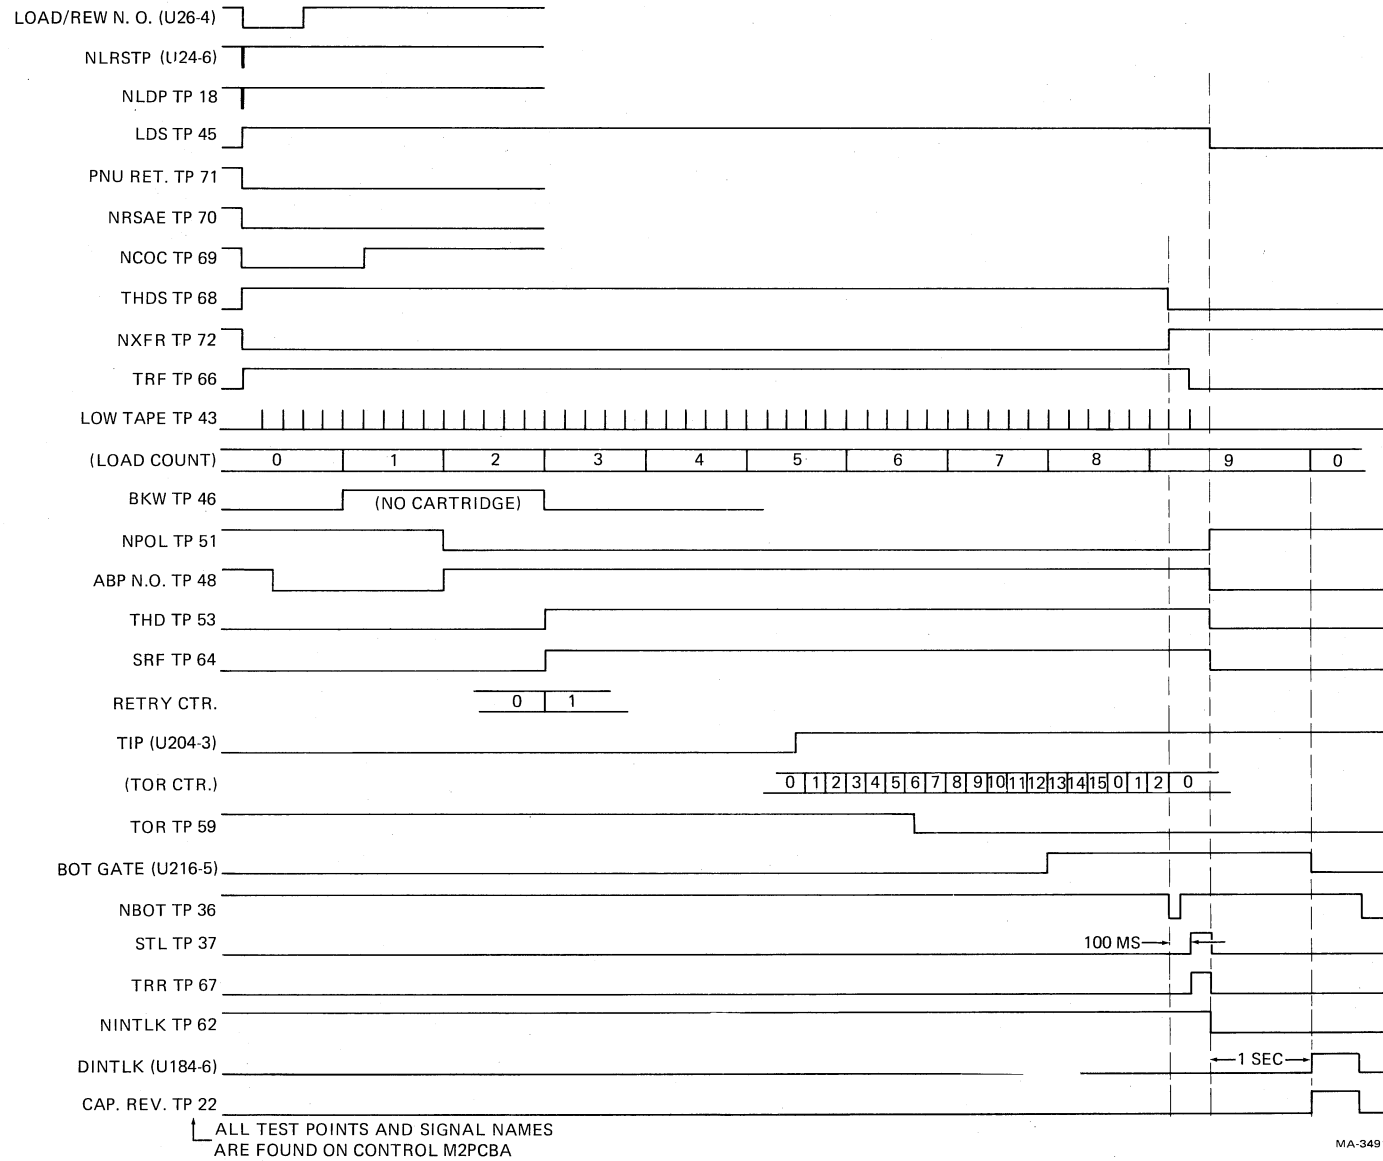 LOAD/REW N. O. (U26-4)
NLRSTP (U24-6)
NLDP TP 18
LDS TP 45
PNU RET. TP 71
NRSAE TP 70
NCOC TP 69
THDS TP 68
NXFR TP 72
TRF TP 66
LOW TAPE TP 43
(LOAD COUNT) 0 1 2 3 4 5 6 7 8 9 0
BKW TP 46 (NO CARTRIDGE)
NPOL TP 51
ABP N.O. TP 48
THD TP 53
SRF TP 64
RETRY CTR. 0 1
TIP (U204-3)
(TOR CTR.) 0 1 2 3 4 5 6 7 8 9 10 11 12 13 14 15 0 1 2 0
TOR TP 59
BOT GATE (U216-5)
NBOT TP 36
STL TP 37 100 MS
TRR TP 67
NINTLK TP 62
DINTLK (U184-6) 1 SEC
CAP. REV. TP 22
ALL TEST POINTS AND SIGNAL NAMES
ARE FOUND ON CONTROL M2PCBA
MA-349